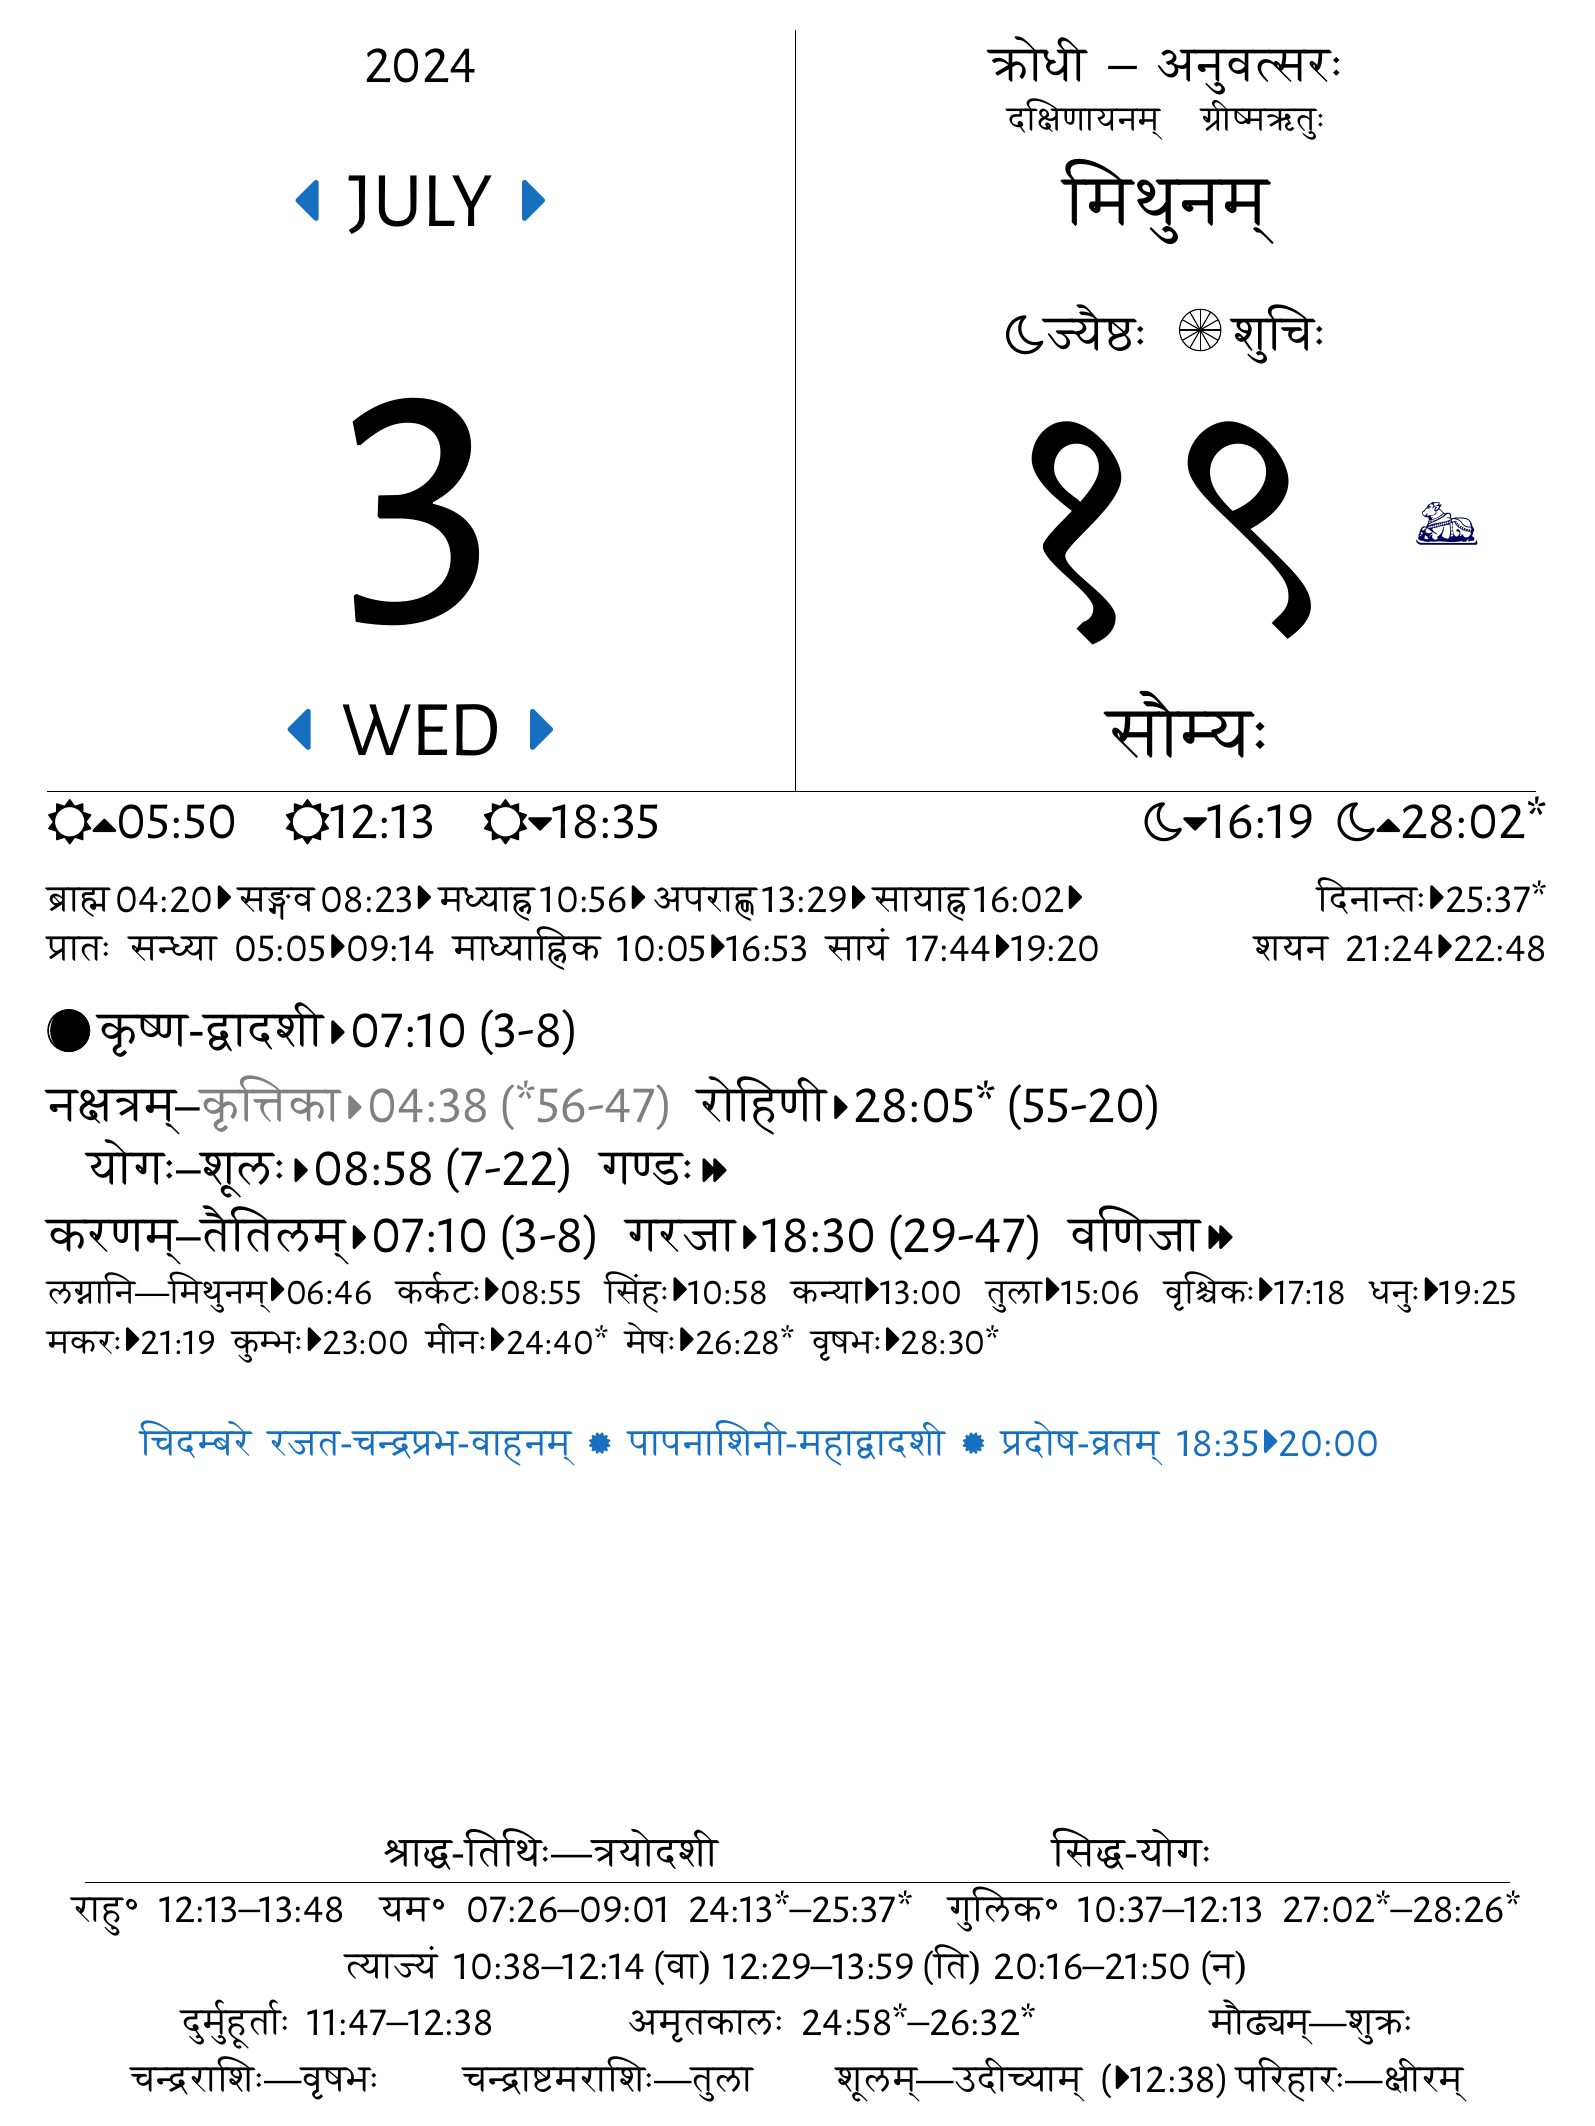 2024
JULY
3
WED
क्रोधी – अनुवत्सरः
दक्षिणायनम् ग्रीष्मऋतुः
मिथुनम्
ज्यैष्ठः शुचिः
१९
सौम्यः
05:50 12:13 18:35 16:19 28:02*
ब्राह्म 04:20 सङ्गव 08:23 मध्याह्न 10:56 अपराह्ण 13:29 सायाह्न 16:02 दिनान्तः 25:37*
प्रातः सन्ध्या 05:05 09:14 माध्याह्निक 10:05 16:53 सायं 17:44 19:20 शयन 21:24 22:48
कृष्ण-द्वादशी 07:10 (3-8)
नक्षत्रम्–कृत्तिका 04:38 (*56-47) रोहिणी 28:05* (55-20)
योगः–शूलः 08:58 (7-22) गण्डः
करणम्–तैतिलम् 07:10 (3-8) गरजा 18:30 (29-47) वणिजा
लग्नानि—मिथुनम् 06:46 कर्कटः 08:55 सिंहः 10:58 कन्या 13:00 तुला 15:06 वृश्चिकः 17:18 धनुः 19:25
मकरः 21:19 कुम्भः 23:00 मीनः 24:40* मेषः 26:28* वृषभः 28:30*
चिदम्बरे रजत-चन्द्रप्रभ-वाहनम् पापनाशिनी-महाद्वादशी प्रदोष-व्रतम् 18:35 20:00
श्राद्ध-तिथिः—त्रयोदशी सिद्ध-योगः
राहु॰ 12:13–13:48 यम॰ 07:26–09:01 24:13*–25:37* गुलिक॰ 10:37–12:13 27:02*–28:26*
त्याज्यं 10:38–12:14 (वा) 12:29–13:59 (ति) 20:16–21:50 (न)
दुर्मुहूर्ताः 11:47–12:38 अमृतकालः 24:58*–26:32* मौढ्यम्—शुक्रः
चन्द्रराशिः—वृषभः चन्द्राष्टमराशिः—तुला शूलम्—उदीच्याम् (12:38) परिहारः—क्षीरम्